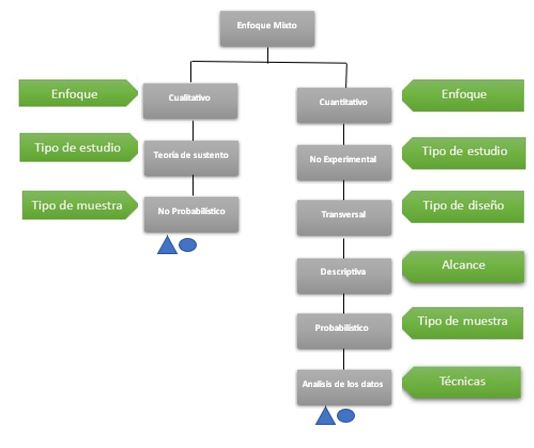 Enfoque Mixto
Enfoque
Cualitativo
Cuantitativo
Enfoque
Tipo de estudio
Teoría de sustento
No Experimental
Tipo de estudio
Tipo de muestra
No Probabilístico
Transversal
Tipo de diseño
Descriptiva
Alcance
Probabilístico
Tipo de muestra
Analisis de los datos
Técnicas